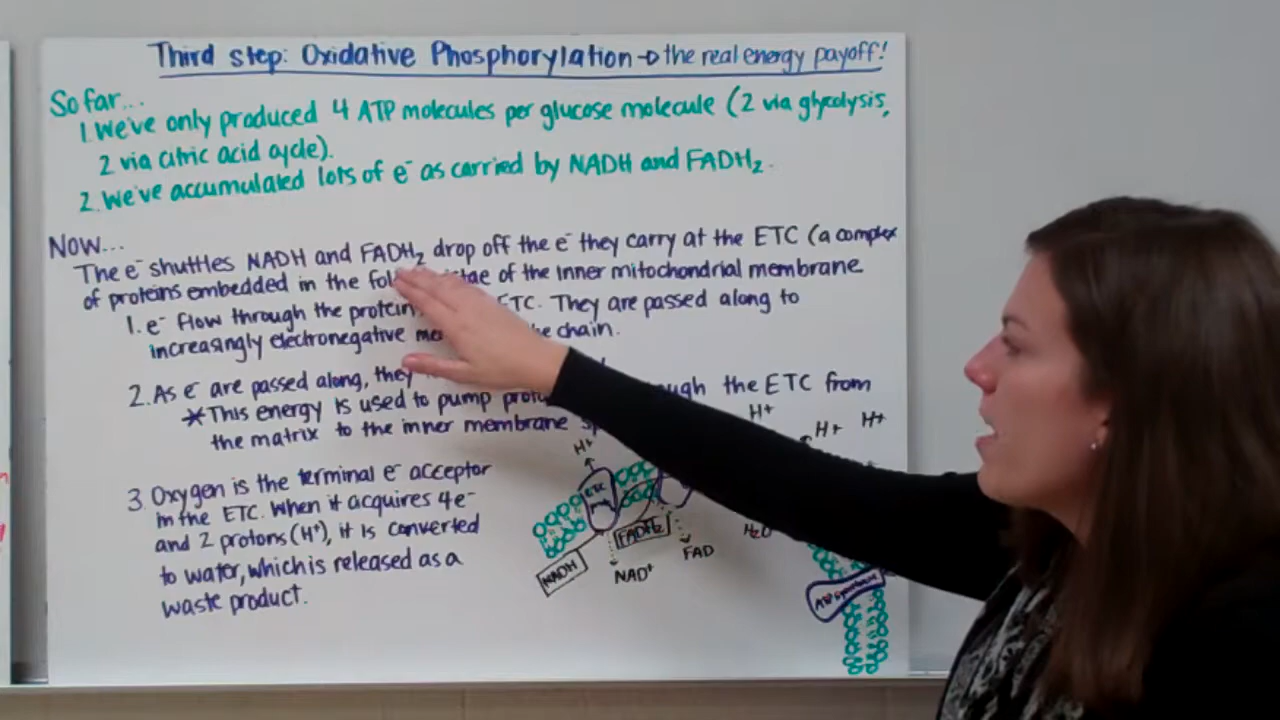 Third step: Oxidative Phosphorylation → the real energy payoff!
So far...
1. We've only produced 4 ATP molecules per glucose molecule (2 via glycolysis,
2 via citric acid cycle).
2. We've accumulated lots of e⁻ as carried by NADH and FADH₂.
Now...
The e⁻ shuttles NADH and FADH₂ drop off the e⁻ they carry at the ETC (a complex
of proteins embedded in the of the inner mitochondrial membrane
1. e⁻ flow through the ETC. They are passed along to
increasingly electronegative chain.
2. As e⁻ are passed along, they the ETC from
*This energy is used to pump
the matrix to the inner membrane
3. Oxygen is the terminal e⁻ acceptor
in the ETC. When it acquires 4e⁻
and 2 protons (H⁺), it is converted
to water, which is released as a
waste product.
H+
H+
H+
H+
ETC
NADH
NAD+
FADH₂
FAD
H₂O
ATP synthase